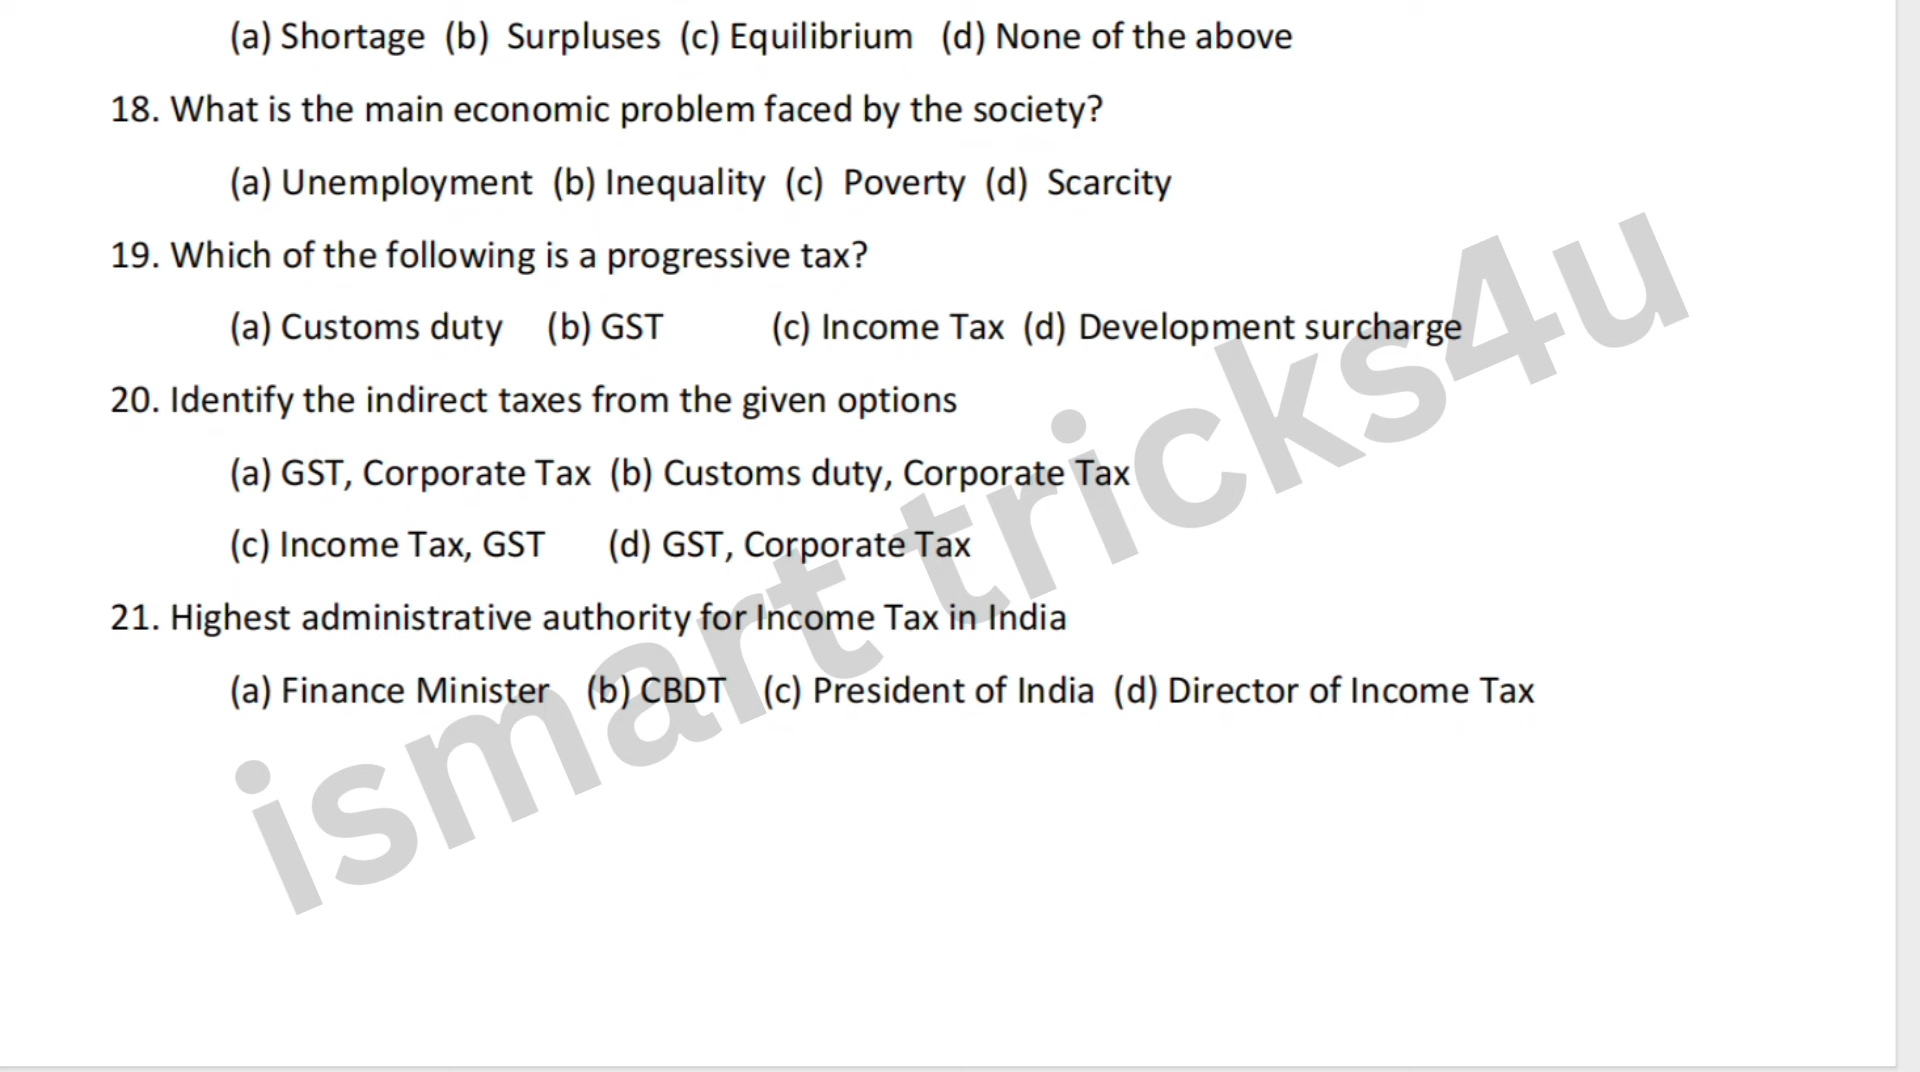 (a) Shortage (b) Surpluses (c) Equilibrium (d) None of the above
18. What is the main economic problem faced by the society?
(a) Unemployment (b) Inequality (c) Poverty (d) Scarcity
19. Which of the following is a progressive tax?
(a) Customs duty (b) GST (c) Income Tax (d) Development surcharge
20. Identify the indirect taxes from the given options
(a) GST, Corporate Tax (b) Customs duty, Corporate Tax
(c) Income Tax, GST (d) GST, Corporate Tax
21. Highest administrative authority for Income Tax in India
(a) Finance Minister (b) CBDT (c) President of India (d) Director of Income Tax
ismart tricks4u